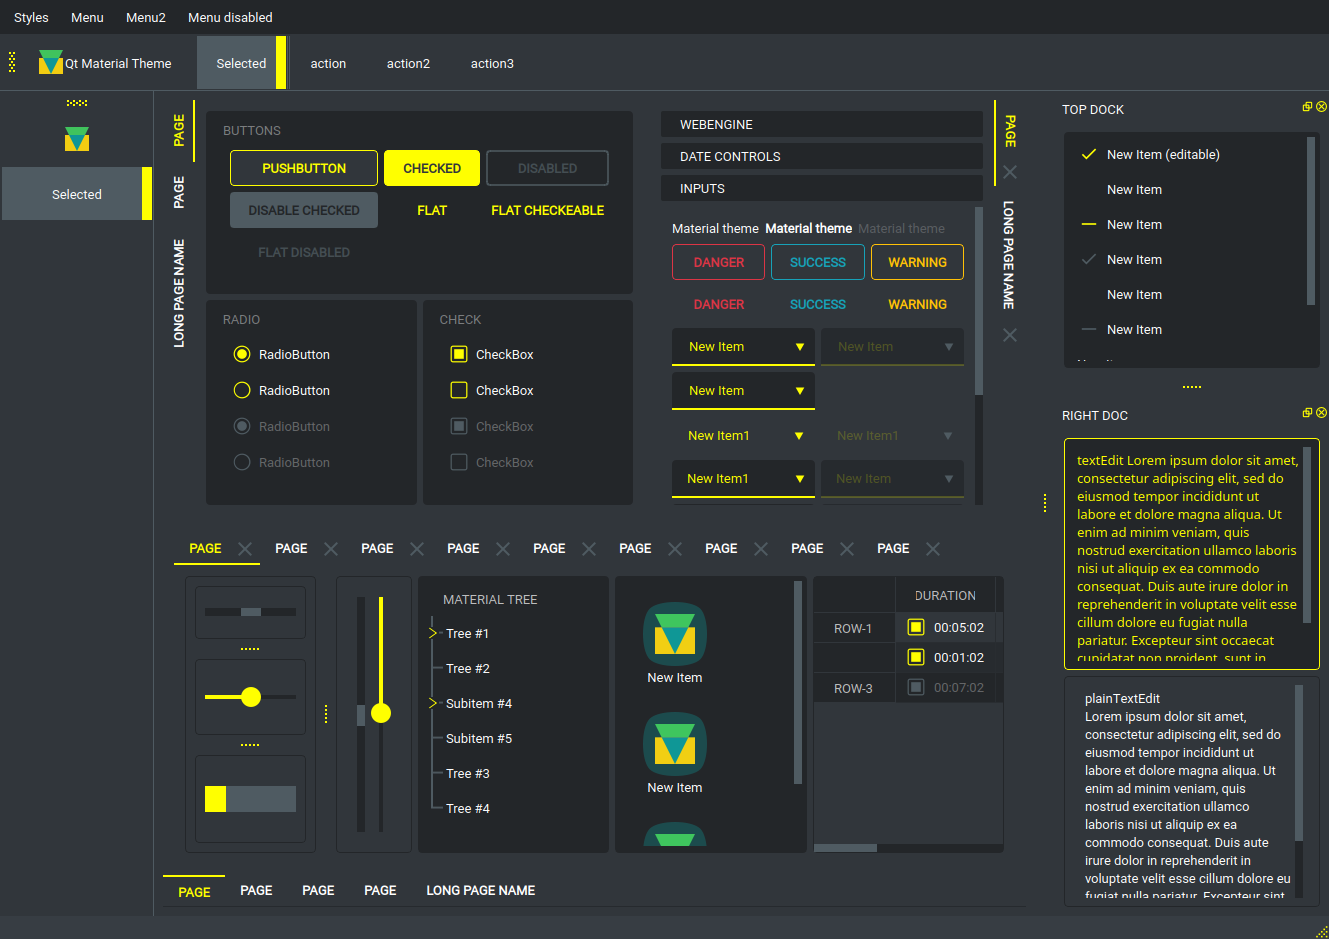 Styles Menu Menu2 Menu disabled
Qt Material Theme Selected action action2 action3
Selected
PAGE
PAGE
LONG PAGE NAME
BUTTONS
PUSHBUTTON CHECKED DISABLED
DISABLE CHECKED FLAT FLAT CHECKEABLE
FLAT DISABLED
RADIO
RadioButton
RadioButton
RadioButton
RadioButton
CHECK
CheckBox
CheckBox
CheckBox
CheckBox
WEBENGINE
DATE CONTROLS
INPUTS
Material theme Material theme Material theme
DANGER SUCCESS WARNING
DANGER SUCCESS WARNING
New Item New Item
New Item
New Item1 New Item1
New Item1 New Item
PAGE
LONG PAGE NAME
PAGE PAGE PAGE PAGE PAGE PAGE PAGE PAGE PAGE
MATERIAL TREE
Tree #1
Tree #2
Subitem #4
Subitem #5
Tree #3
Tree #4
New Item
New Item
DURATION
ROW-1 00:05:02
00:01:02
ROW-3 00:07:02
PAGE PAGE PAGE PAGE LONG PAGE NAME
TOP DOCK
New Item (editable)
New Item
New Item
New Item
New Item
New Item
RIGHT DOC
textEdit Lorem ipsum dolor sit amet,
consectetur adipiscing elit, sed do
eiusmod tempor incididunt ut
labore et dolore magna aliqua. Ut
enim ad minim veniam, quis
nostrud exercitation ullamco laboris
nisi ut aliquip ex ea commodo
consequat. Duis aute irure dolor in
reprehenderit in voluptate velit esse
cillum dolore eu fugiat nulla
pariatur. Excepteur sint occaecat
cupidatat non proident, sunt in
plainTextEdit
Lorem ipsum dolor sit amet,
consectetur adipiscing elit, sed do
eiusmod tempor incididunt ut
labore et dolore magna aliqua. Ut
enim ad minim veniam, quis
nostrud exercitation ullamco
laboris nisi ut aliquip ex ea
commodo consequat. Duis aute
irure dolor in reprehenderit in
voluptate velit esse cillum dolore eu
fugiat nulla pariatur. Excepteur sint